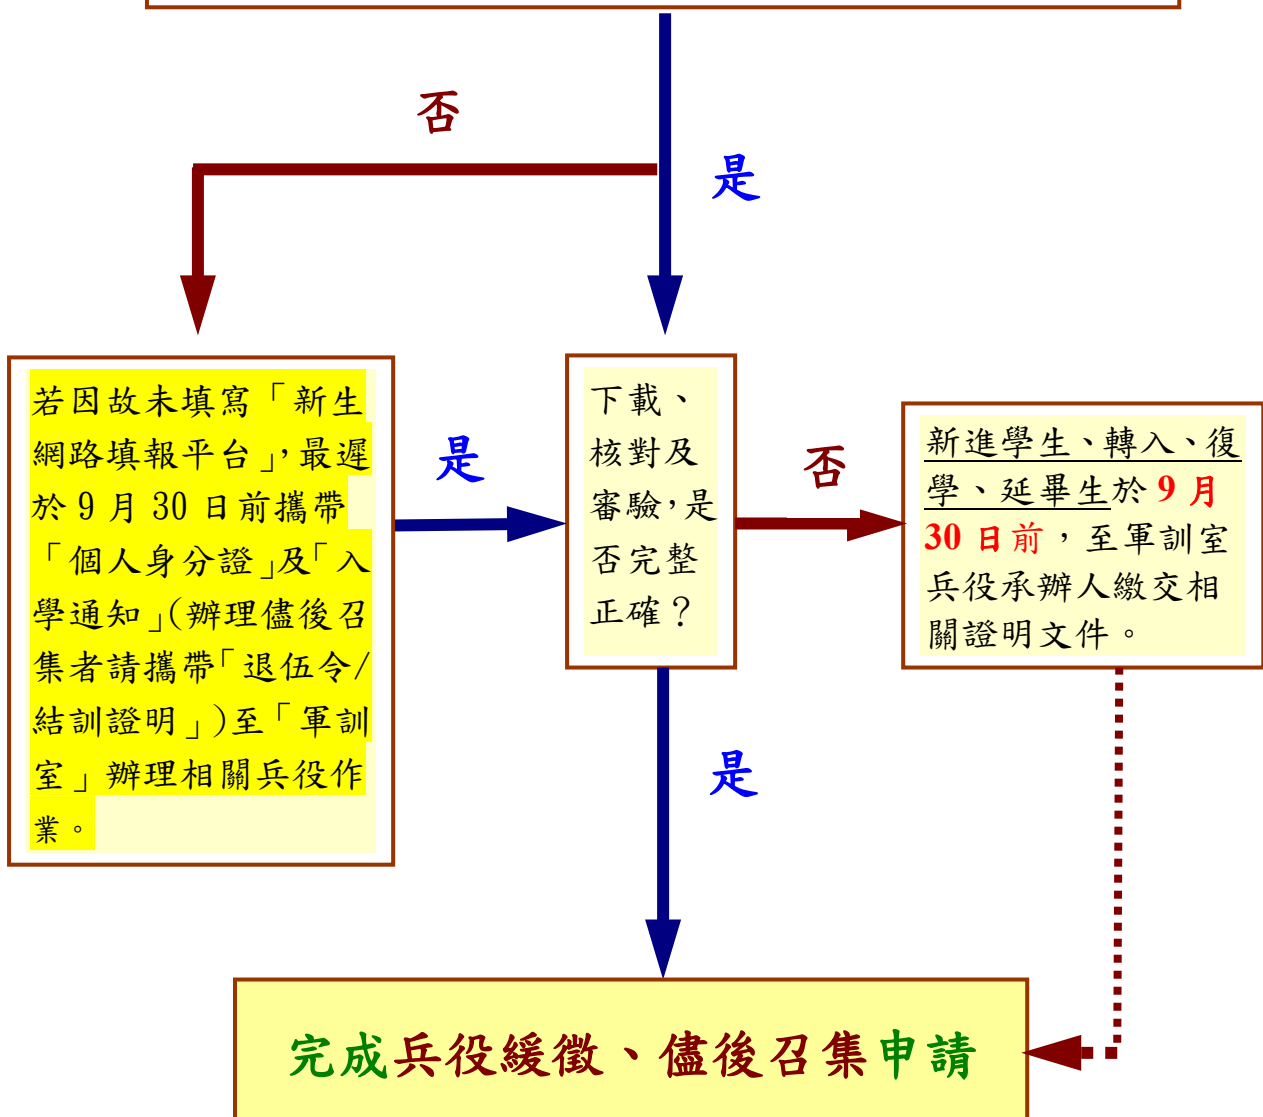 否
是
若因故未填寫「新生
網路填報平台」,最遲
於 9 月 30 日前攜帶
「個人身分證」及「入
學通知」(辦理儘後召
集者請攜帶「退伍令/
結訓證明」)至「軍訓
室」辦理相關兵役作
業。
是
下載、
核對及
審驗,是
否完整
正確?
否
新進學生、轉入、復
學、延畢生於 9 月
30 日前,至軍訓室
兵役承辦人繳交相
關證明文件。
是
完成兵役緩徵、儘後召集申請